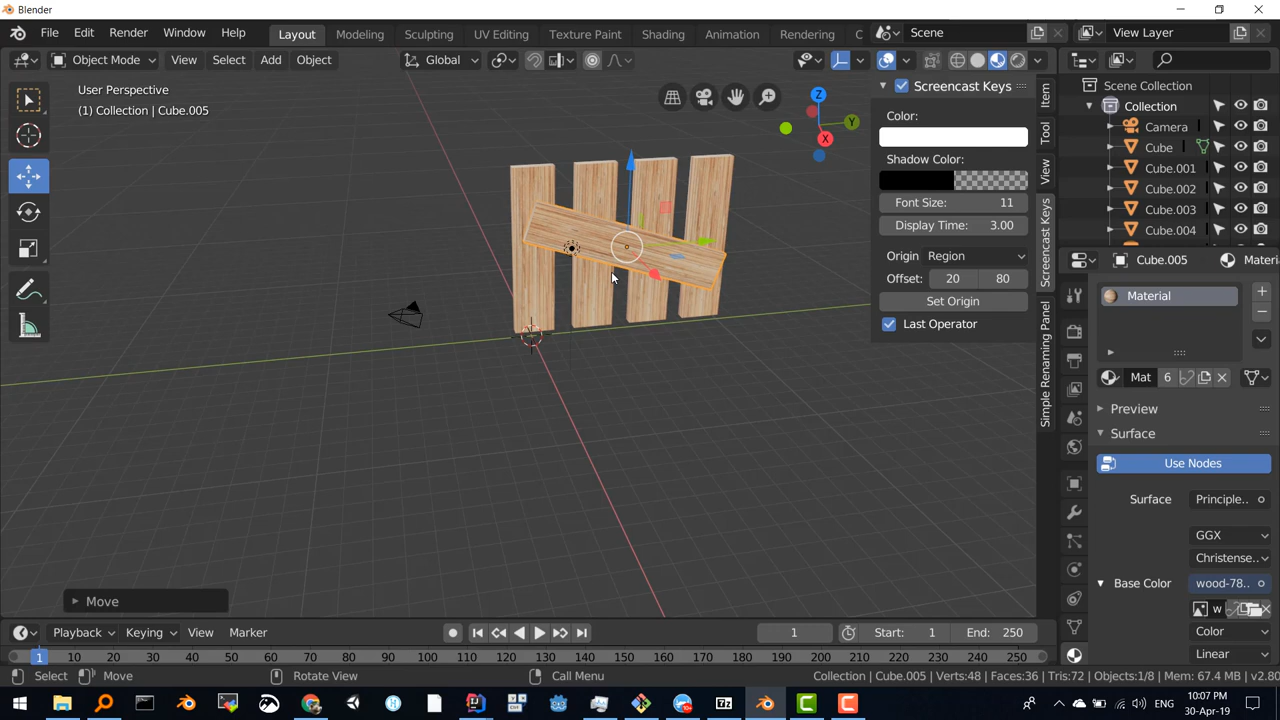 Blender
File Edit Render Window Help
Layout Modeling Sculpting UV Editing Texture Paint Shading Animation Rendering
Scene
View Layer
Object Mode View Select Add Object
Global
User Perspective
(1) Collection | Cube.005
Z
Y
X
Screencast Keys
Color:
Shadow Color:
Font Size: 11
Display Time: 3.00
Origin Region
Offset: 20 80
Set Origin
Last Operator
Item
Tool
View
Screencast Keys
Simple Renaming Panel
Scene Collection
Collection
Camera
Cube
Cube.001
Cube.002
Cube.003
Cube.004
Cube.005 Materi
Material
Mat 6
Preview
Surface
Use Nodes
Surface Principle..
GGX
Christense..
Base Color wood-78..
w
Color
Linear
Move
Playback Keying View Marker
1
Start: 1 End: 250
1 10 20 30 40 50 60 70 80 90 100 110 120 130 140 150 160 170 180 190 200 210 220 230 240 250
Select Move Rotate View Call Menu
Collection | Cube.005 | Verts:48 | Faces:36 | Tris:72 | Objects:1/8 | Mem: 67.4 MB | v2.80
ENG
10:07 PM
30-Apr-19